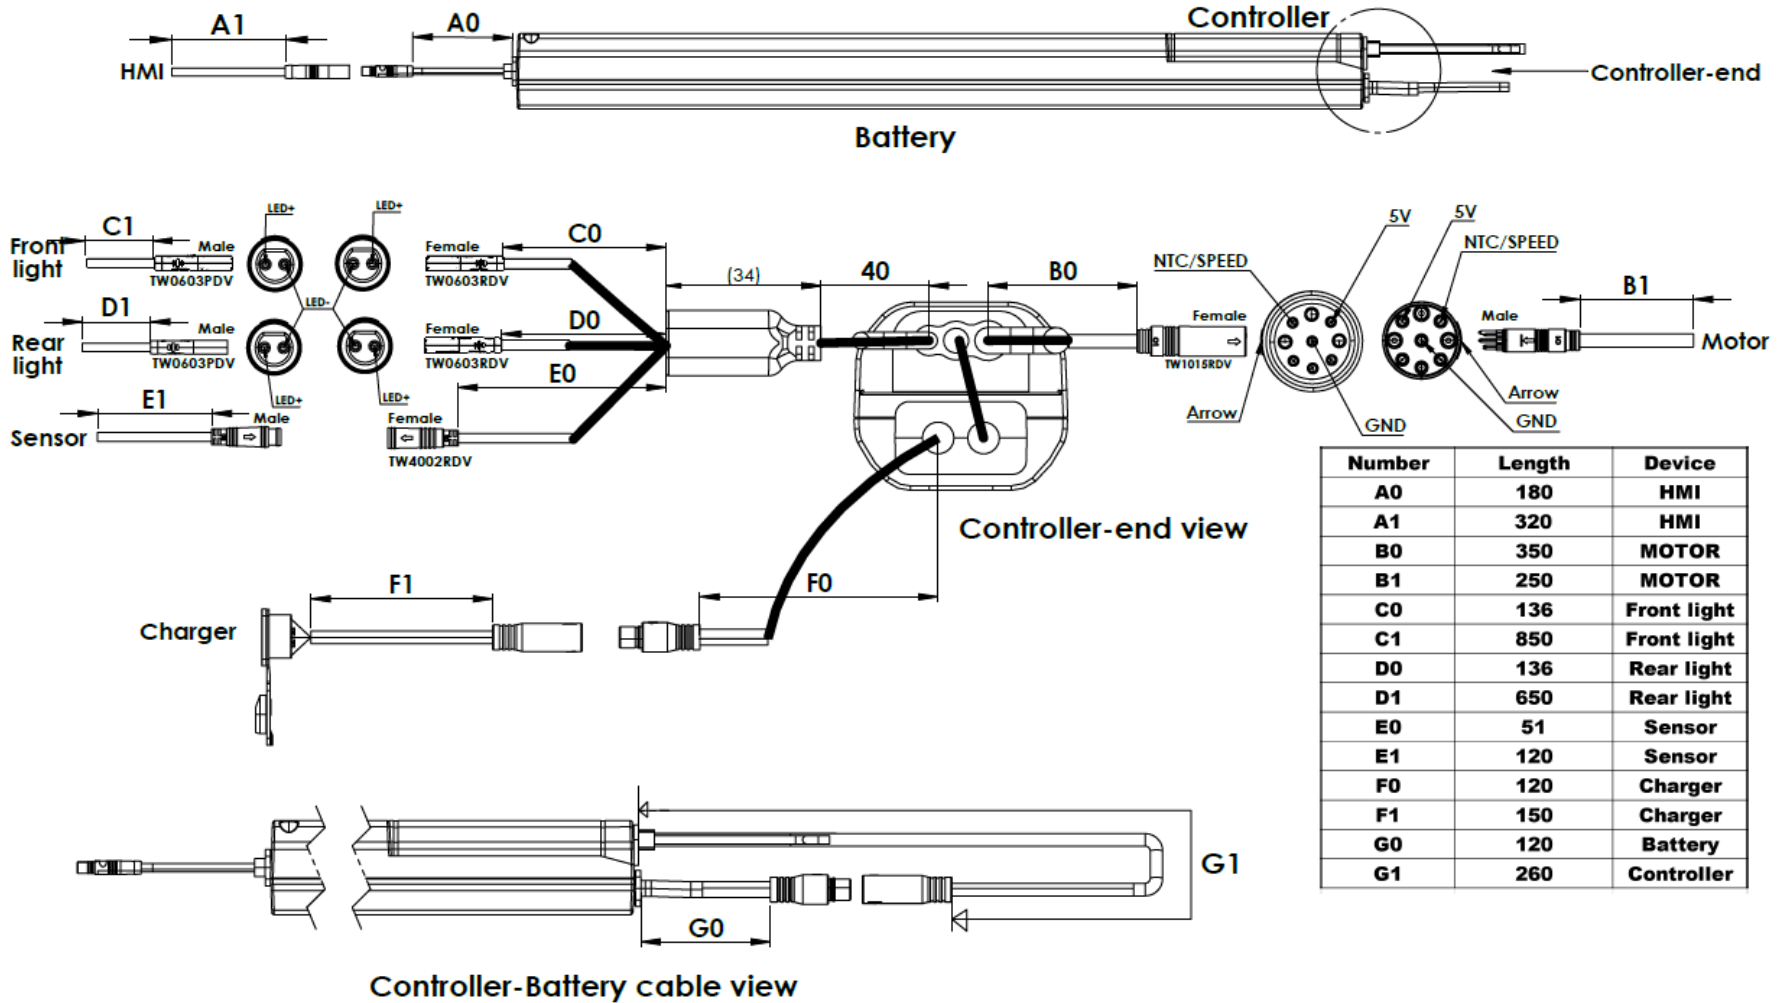 A1
A0
Controller
HMI
Controller-end
Battery
LED+
LED+
C1
Front light
Male
TW0603PDV
Female
TW0603RDV
C0
LED-
D1
Rear light
Male
TW0603PDV
Female
TW0603RDV
D0
LED+
LED+
E1
Sensor
Male
Female
TW4002RDV
E0
(34)
40
B0
Female
TW1015RDV
NTC/SPEED
5V
Arrow
GND
5V
NTC/SPEED
Male
B1
Motor
Arrow
GND
Controller-end view
F1
F0
Charger
Number Length Device
A0 180 HMI
A1 320 HMI
B0 350 MOTOR
B1 250 MOTOR
C0 136 Front light
C1 850 Front light
D0 136 Rear light
D1 650 Rear light
E0 51 Sensor
E1 120 Sensor
F0 120 Charger
F1 150 Charger
G0 120 Battery
G1 260 Controller
G1
G0
Controller-Battery cable view